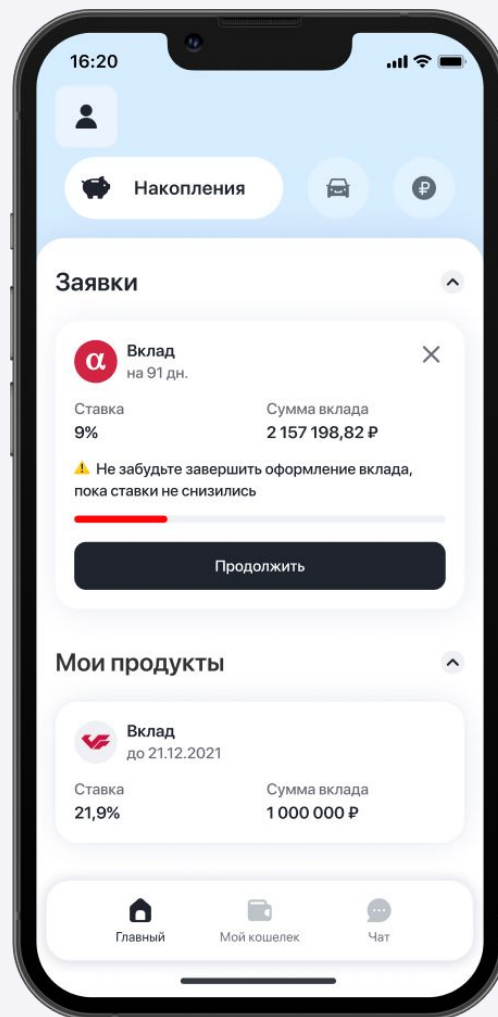 16:20
Накопления
Заявки
α
Вклад
на 91 дн.
Ставка
Сумма вклада
9%
2 157 198,82 ₽
Не забудьте завершить оформление вклада,
пока ставки не снизились
Продолжить
Мои продукты
Вклад
до 21.12.2021
Ставка
Сумма вклада
21,9%
1 000 000 ₽
Главный
Мой кошелек
Чат